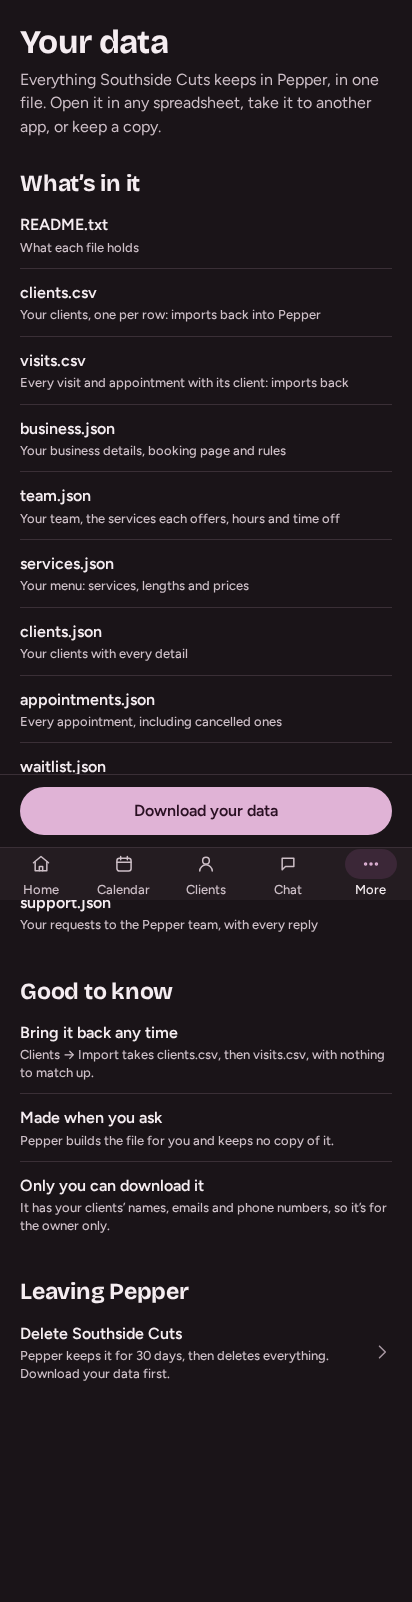 Your data
Everything Southside Cuts keeps in Pepper, in one
file. Open it in any spreadsheet, take it to another
app, or keep a copy.
What's in it
README.txt
What each file holds
clients.csv
Your clients, one per row: imports back into Pepper
visits.csv
Every visit and appointment with its client: imports back
business.json
Your business details, booking page and rules
team.json
Your team, the services each offers, hours and time off
services.json
Your menu: services, lengths and prices
clients.json
Your clients with every detail
appointments.json
Every appointment, including cancelled ones
waitlist.json
Download your data
Home
Calendar
Clients
Chat
More
support.json
Your requests to the Pepper team, with every reply
Good to know
Bring it back any time
Clients → Import takes clients.csv, then visits.csv, with nothing
to match up.
Made when you ask
Pepper builds the file for you and keeps no copy of it.
Only you can download it
It has your clients’ names, emails and phone numbers, so it’s for
the owner only.
Leaving Pepper
Delete Southside Cuts
Pepper keeps it for 30 days, then deletes everything.
Download your data first.